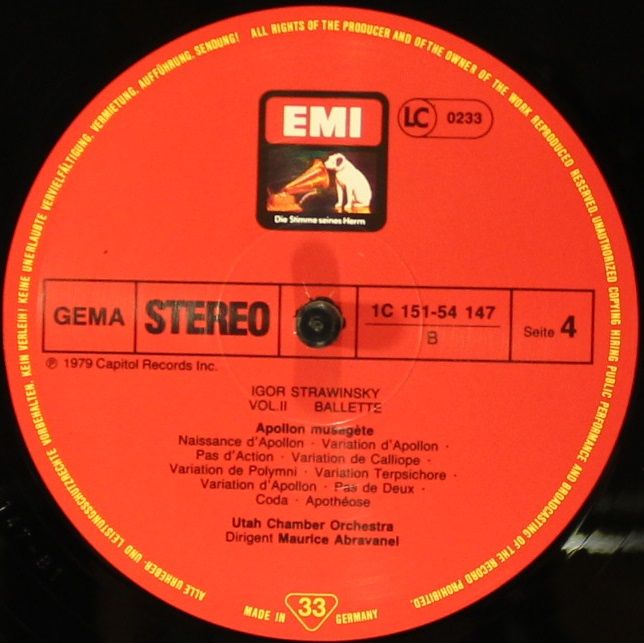 ALLE URHEBER- UND LEISTUNGSSCHUTZRECHTE VORBEHALTEN. KEIN VERLEIH! KEINE UNERLAUBTE VERVIELFÄLTIGUNG, VERMIETUNG, AUFFÜHRUNG, SENDUNG! ALL RIGHTS OF THE PRODUCER AND OF THE OWNER OF THE WORK REPRODUCED RESERVED. UNAUTHORIZED COPYING HIRING PUBLIC PERFORMANCE AND BROADCASTING OF THE RECORD PROHIBITED.
EMI
LC 0233
Die Stimme seines Herrn
GEMA STEREO 1C 151-54 147
B
Seite 4
℗ 1979 Capitol Records Inc.
IGOR STRAWINSKY
VOL.II BALLETTE
Apollon musagète
Naissance d'Apollon · Variation d'Apollon ·
Pas d'Action · Variation de Calliope ·
Variation de Polymni · Variation Terpsichore ·
Variation d'Apollon · Pas de Deux ·
Coda · Apothéose
Utah Chamber Orchestra
Dirigent Maurice Abravanel
MADE IN 33 GERMANY